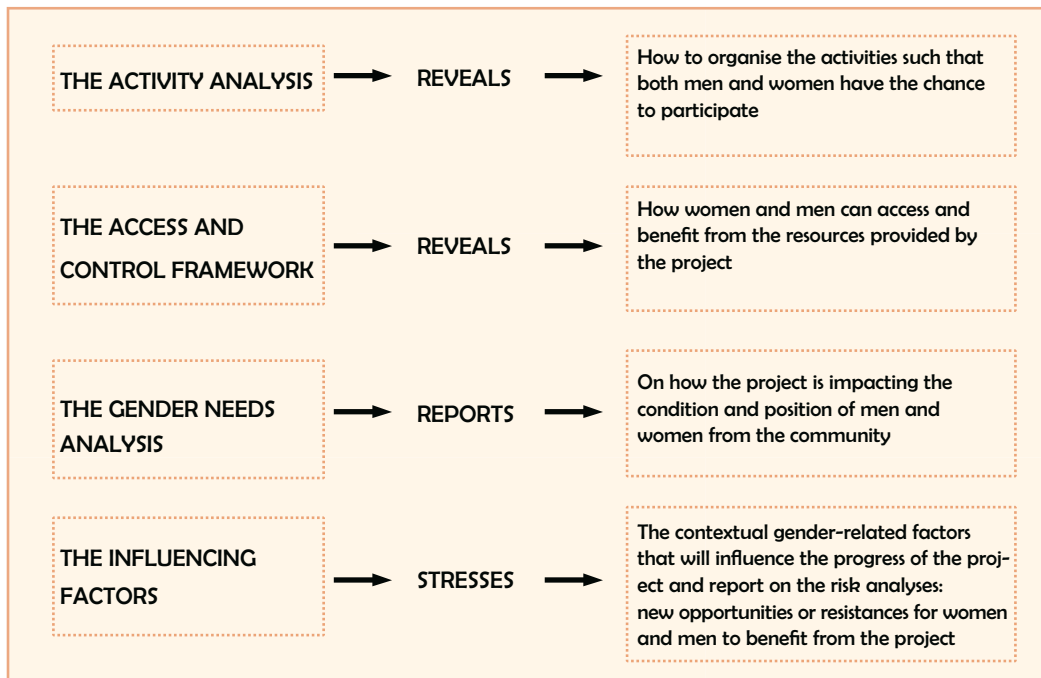 THE ACTIVITY ANALYSIS
REVEALS
How to organise the activities such that
both men and women have the chance
to participate
THE ACCESS AND
CONTROL FRAMEWORK
REVEALS
How women and men can access and
benefit from the resources provided by
the project
THE GENDER NEEDS
ANALYSIS
REPORTS
On how the project is impacting the
condition and position of men and
women from the community
THE INFLUENCING
FACTORS
STRESSES
The contextual gender-related factors
that will influence the progress of the proj-
ect and report on the risk analyses:
new opportunities or resistances for women
and men to benefit from the project